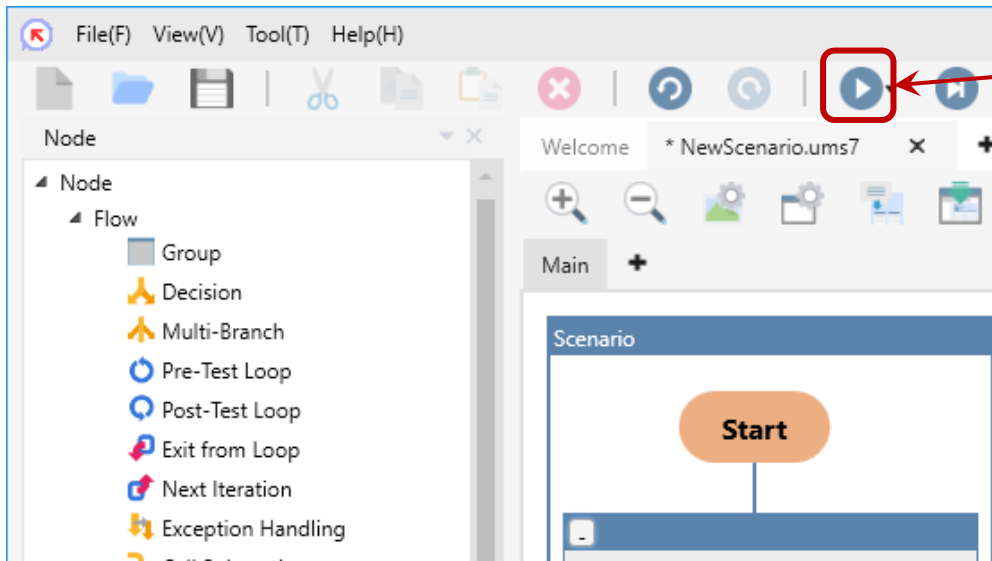 File(F) View(V) Tool(T) Help(H)
Node
Welcome * NewScenario.ums7
Node
Flow
Group
Decision
Multi-Branch
Pre-Test Loop
Post-Test Loop
Exit from Loop
Next Iteration
Exception Handling
Main
Scenario
Start